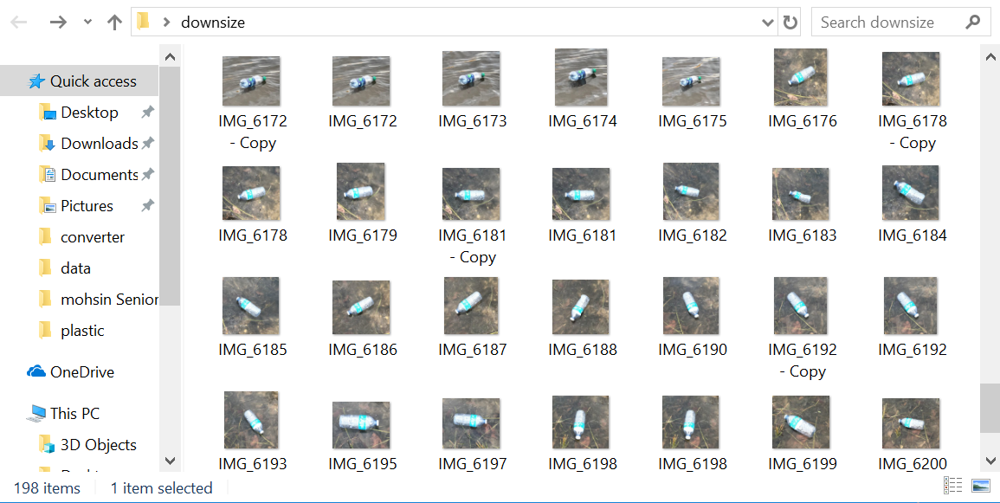 downsize
Search downsize
Quick access
Desktop
Downloads
Documents
Pictures
converter
data
mohsin Senior
plastic
OneDrive
This PC
3D Objects
IMG_6172 - Copy
IMG_6172
IMG_6173
IMG_6174
IMG_6175
IMG_6176
IMG_6178 - Copy
IMG_6178
IMG_6179
IMG_6181 - Copy
IMG_6181
IMG_6182
IMG_6183
IMG_6184
IMG_6185
IMG_6186
IMG_6187
IMG_6188
IMG_6190
IMG_6192 - Copy
IMG_6192
IMG_6193
IMG_6195
IMG_6197
IMG_6198
IMG_6198
IMG_6199
IMG_6200
198 items
1 item selected